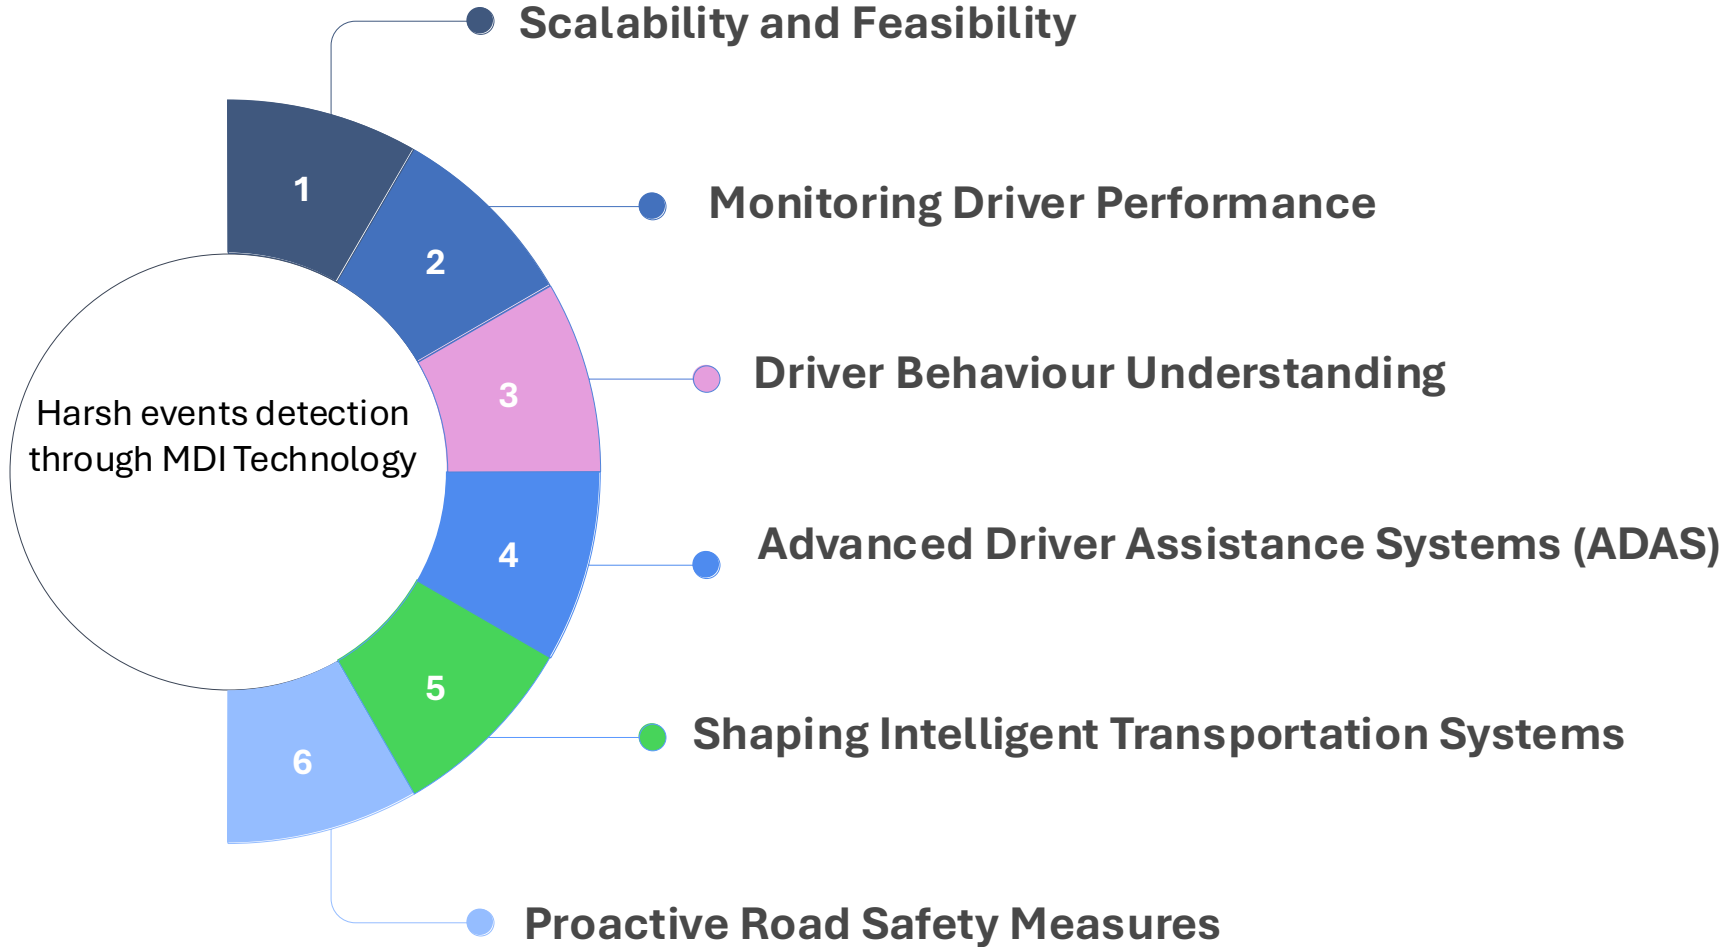 Scalability and Feasibility
1
Monitoring Driver Performance
2
Driver Behaviour Understanding
3
Harsh events detection
through MDI Technology
Advanced Driver Assistance Systems (ADAS)
4
5
Shaping Intelligent Transportation Systems
6
Proactive Road Safety Measures